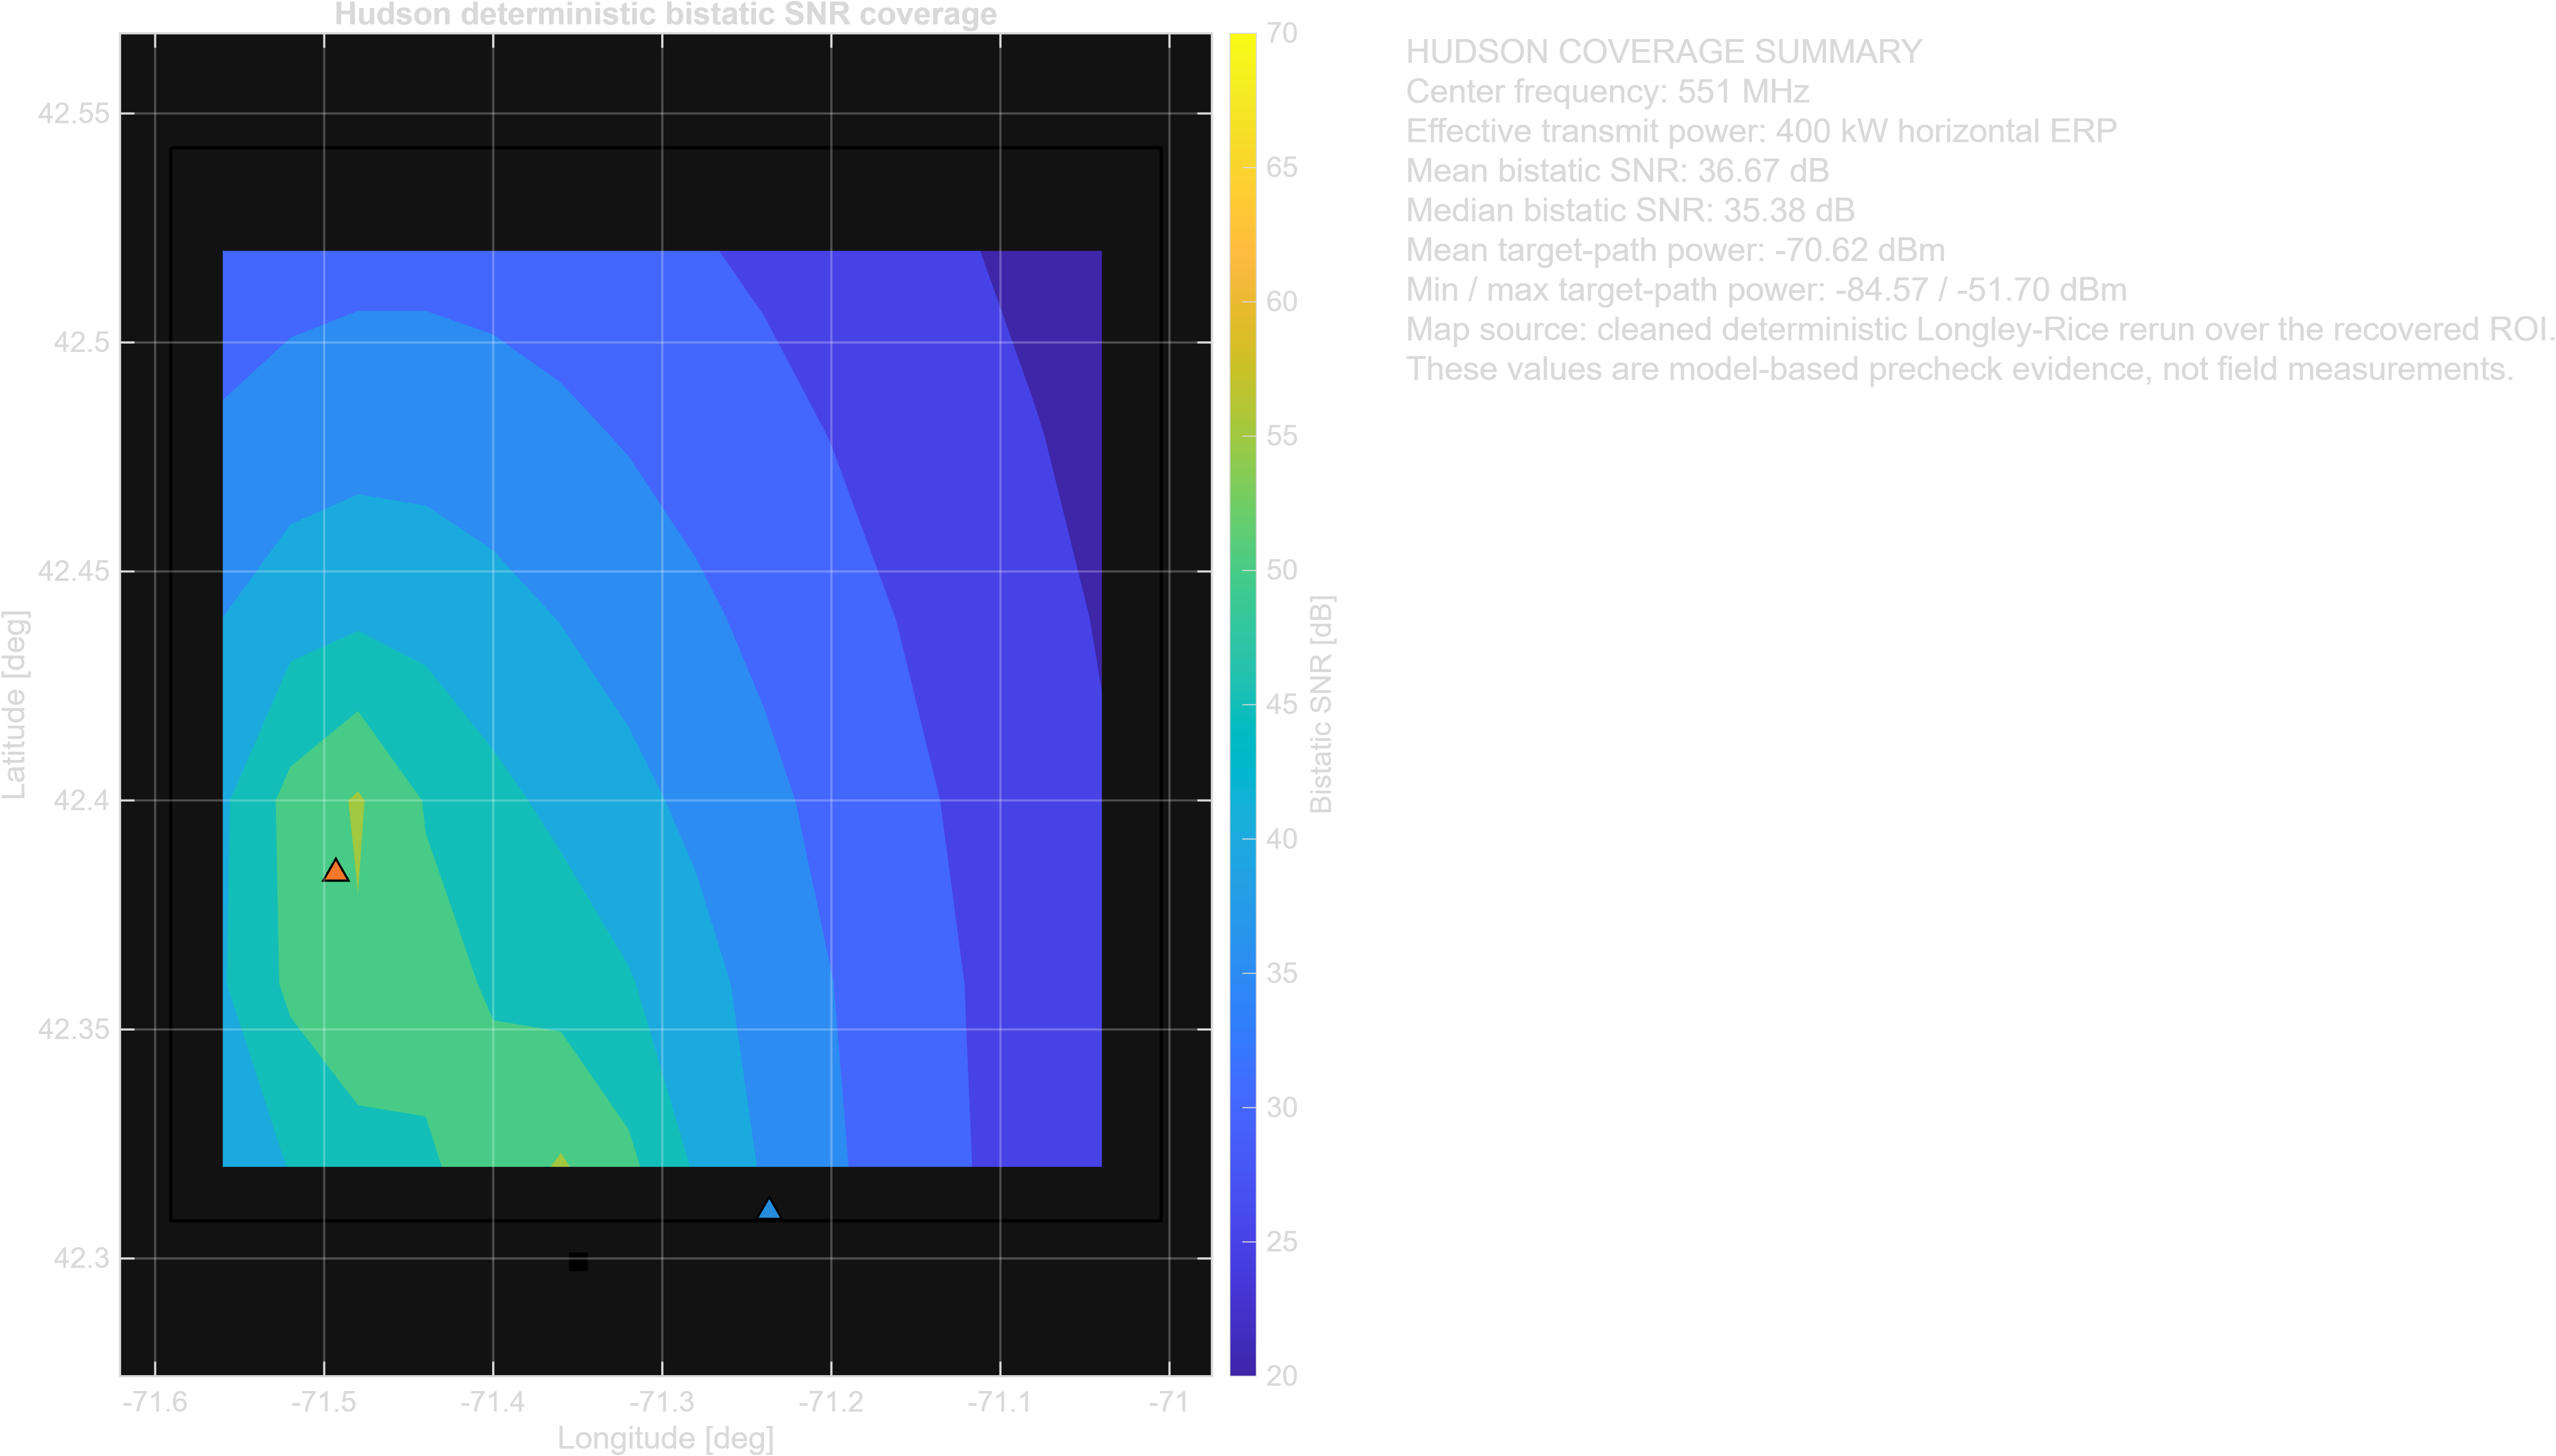 Hudson deterministic bistatic SNR coverage
42.55
42.5
42.45
42.4
42.35
42.3
Latitude [deg]
-71.6
-71.5
-71.4
-71.3
-71.2
-71.1
-71
Longitude [deg]
70
65
60
55
50
45
40
35
30
25
20
Bistatic SNR [dB]
HUDSON COVERAGE SUMMARY
Center frequency: 551 MHz
Effective transmit power: 400 kW horizontal ERP
Mean bistatic SNR: 36.67 dB
Median bistatic SNR: 35.38 dB
Mean target-path power: -70.62 dBm
Min / max target-path power: -84.57 / -51.70 dBm
Map source: cleaned deterministic Longley-Rice rerun over the recovered ROI.
These values are model-based precheck evidence, not field measurements.